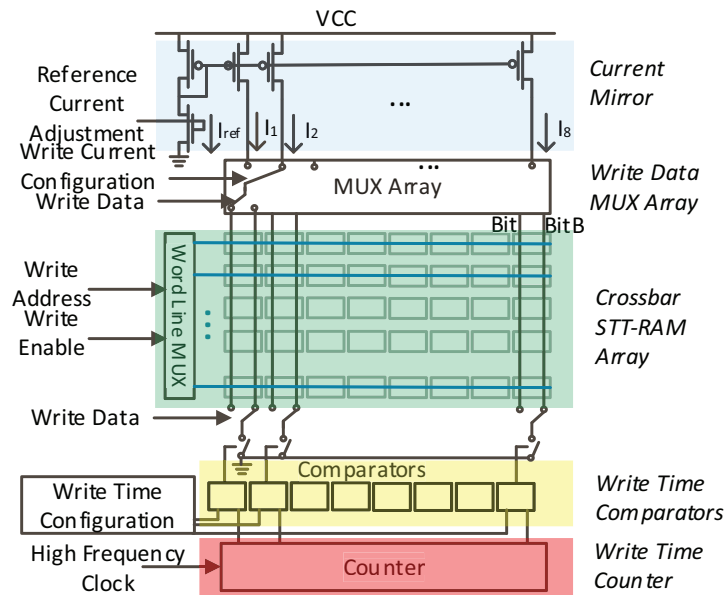 VCC
Reference
Current
Adjustment
Current
Mirror
...
Iref
I1
I2
I8
Write Current
Configuration
Write Data
...
MUX Array
Write Data
MUX Array
Bit
BitB
Write
Address
Write
Enable
Word Line MUX
Crossbar
STT-RAM
Array
Write Data
Comparators
Write Time
Configuration
Write Time
Comparators
High Frequency
Clock
Counter
Write Time
Counter